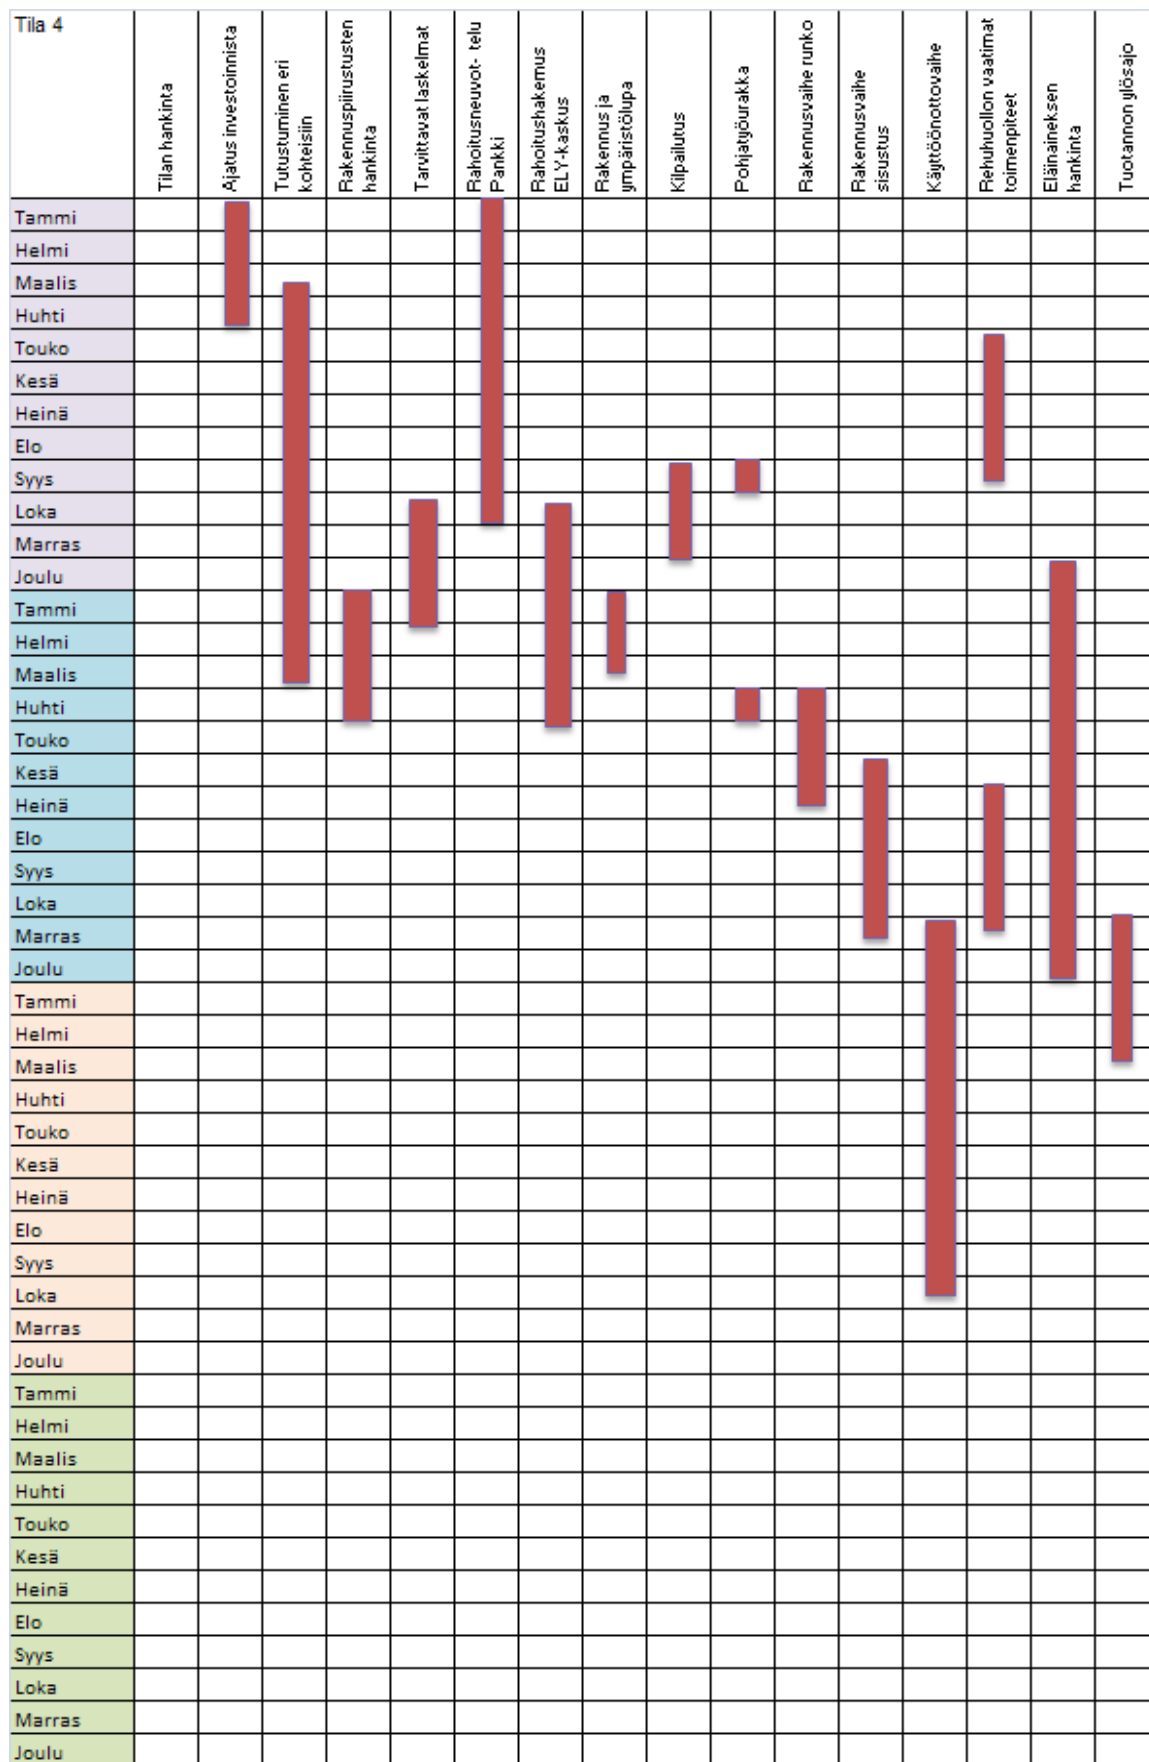 Tila 4
Tilan hankinta
Ajatus investoinnista
Tutustuminen eri
kohteisiin
Rakennuspiirustusten
hankinta
Tarvittavat laskelmat
Rahoitusneuvot- telu
Pankki
Rahoitushakemus
ELY-kaskus
Rakennus ja
ympäristölupa
Kilpailutus
Pohjatyöurakka
Rakennusvaihe runko
Rakennusvaihe
sisustus
Käyttöönottovaihe
Rehuhuollon vaatimat
toimenpiteet
Eläinaineksen
hankinta
Tuotannon ylösajo
Tammi
Helmi
Maalis
Huhti
Touko
Kesä
Heinä
Elo
Syys
Loka
Marras
Joulu
Tammi
Helmi
Maalis
Huhti
Touko
Kesä
Heinä
Elo
Syys
Loka
Marras
Joulu
Tammi
Helmi
Maalis
Huhti
Touko
Kesä
Heinä
Elo
Syys
Loka
Marras
Joulu
Tammi
Helmi
Maalis
Huhti
Touko
Kesä
Heinä
Elo
Syys
Loka
Marras
Joulu